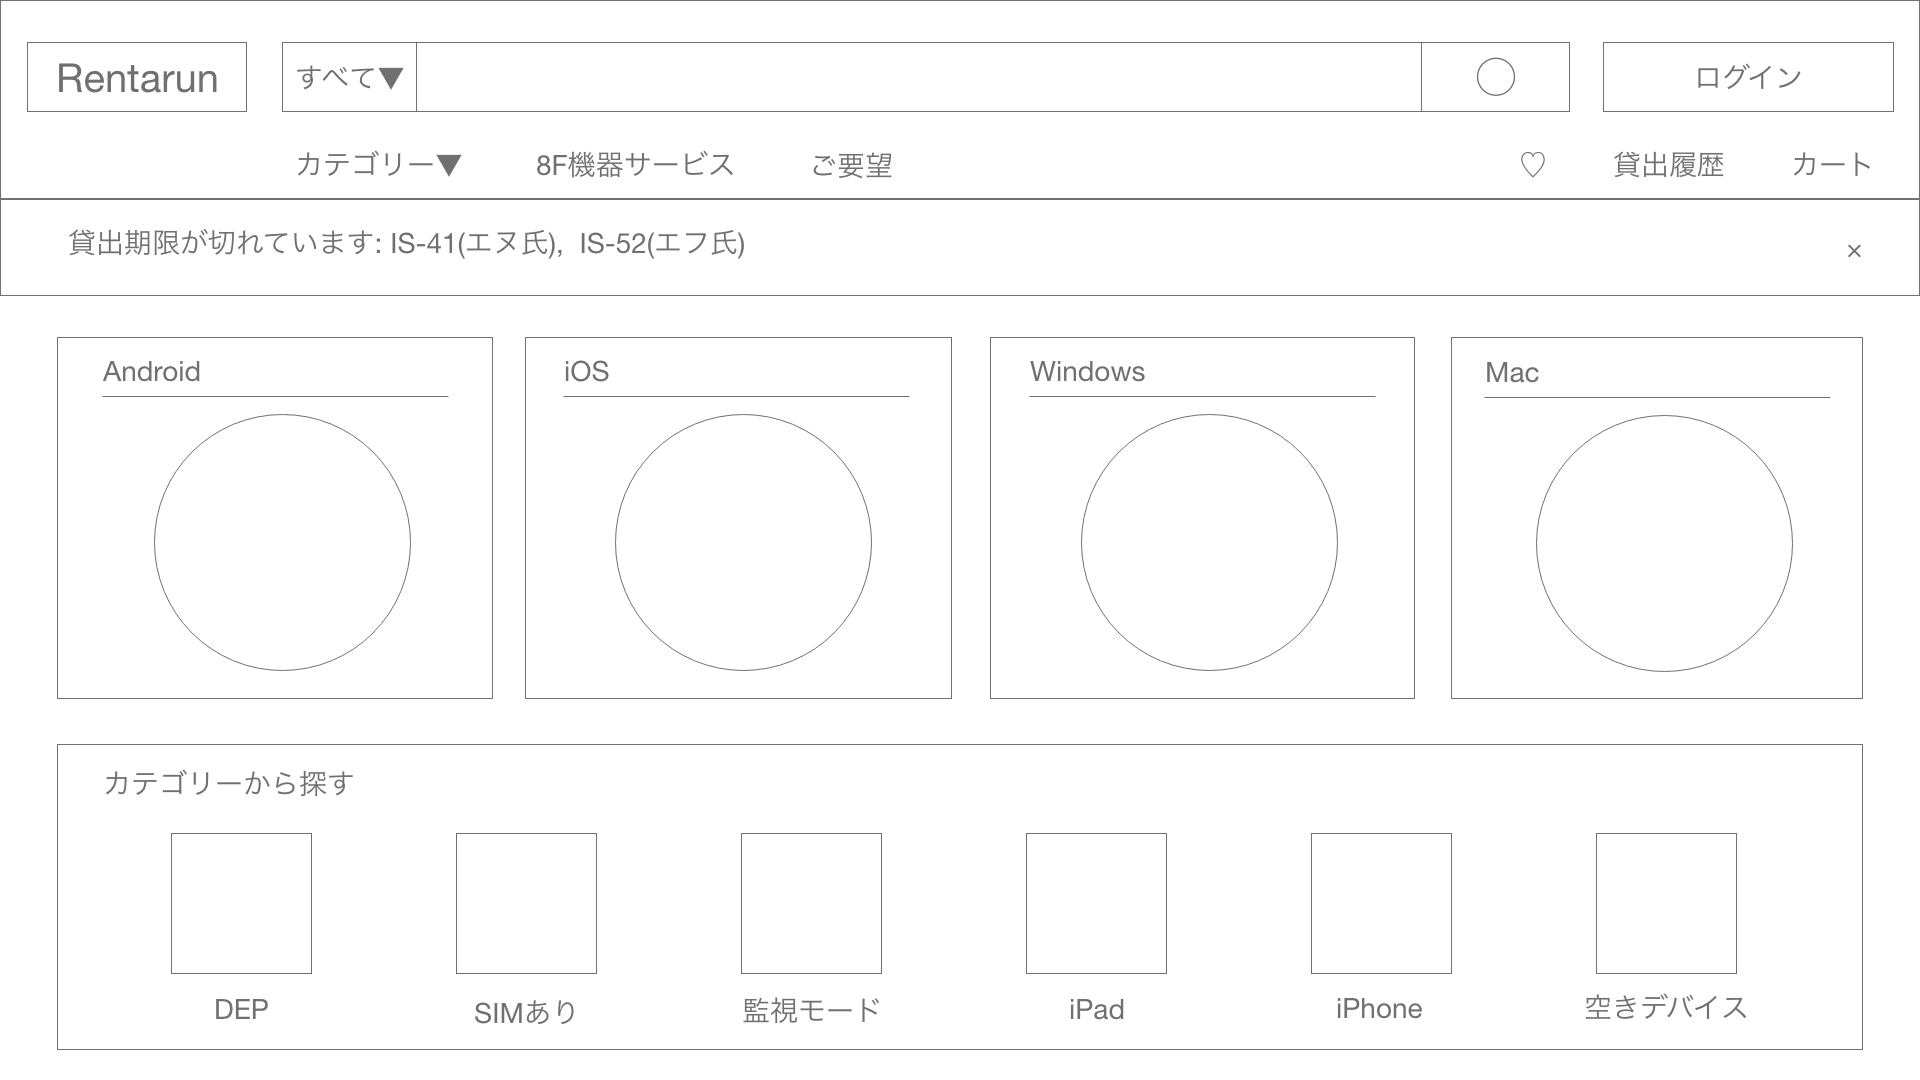 Rentarun
すべて▼
ログイン
カテゴリー▼
8F機器サービス
ご要望
♡
貸出履歴
カート
貸出期限が切れています: IS-41(エヌ氏),  IS-52(エフ氏)
×
Android
iOS
Windows
Mac
カテゴリーから探す
DEP
SIMあり
監視モード
iPad
iPhone
空きデバイス